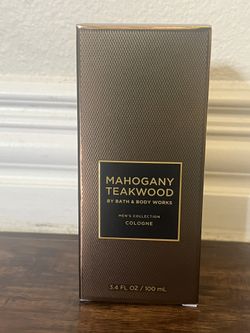 MAHOGANY
TEAKWOOD
BY BATH & BODY WORKS
MEN'S COLLECTION
COLOGNE
3.4 FL OZ / 100 mL